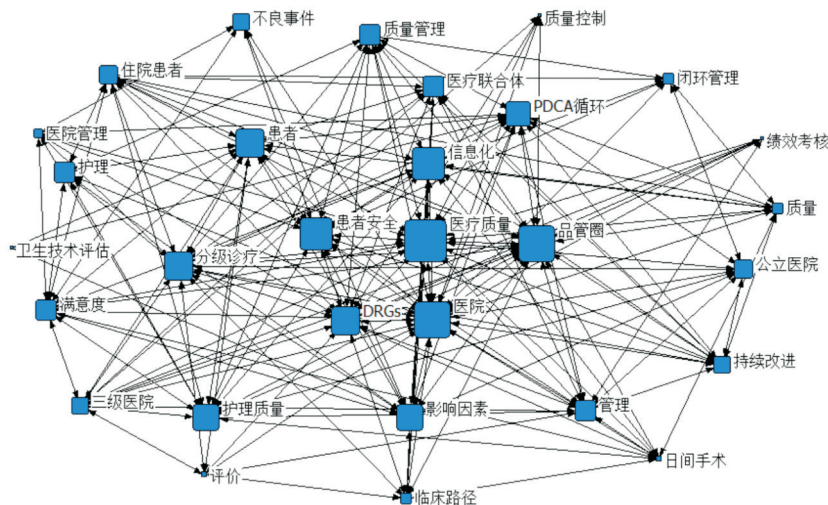 不良事件
质量管理
质量控制
住院患者
医疗联合体
闭环管理
PDCA循环
医院管理
患者
信息化
绩效考核
护理
质量
患者安全
医疗质量
品管圈
卫生技术评估
分级诊疗
公立医院
满意度
DRGs
医院
持续改进
三级医院
护理质量
影响因素
管理
日间手术
评价
临床路径